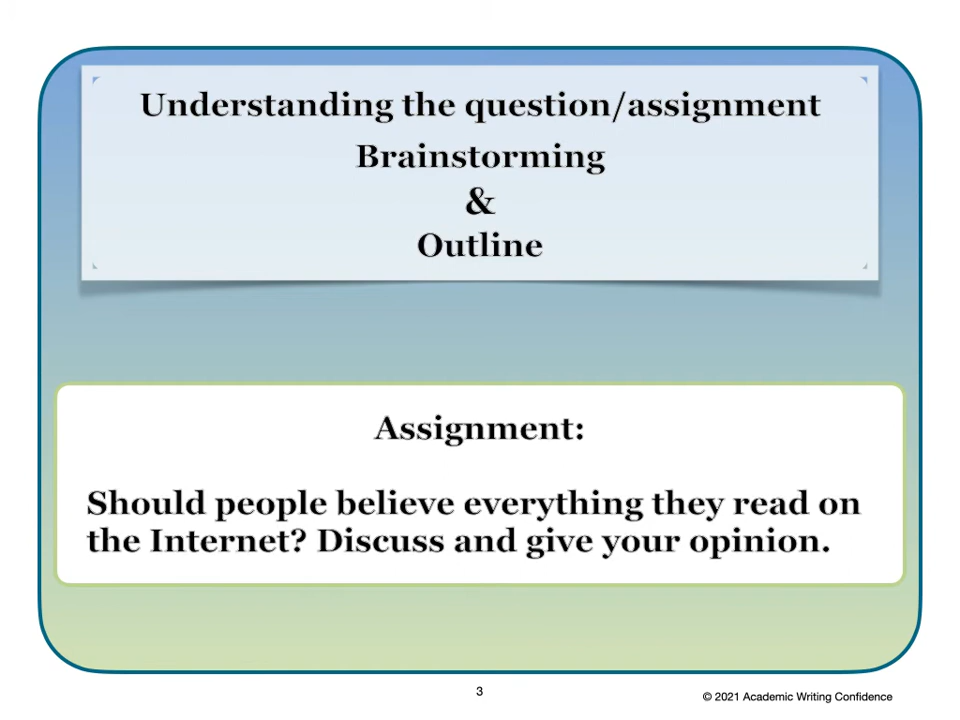 Understanding the question/assignment
Brainstorming
&
Outline
Assignment:
Should people believe everything they read on
the Internet? Discuss and give your opinion.
3
© 2021 Academic Writing Confidence